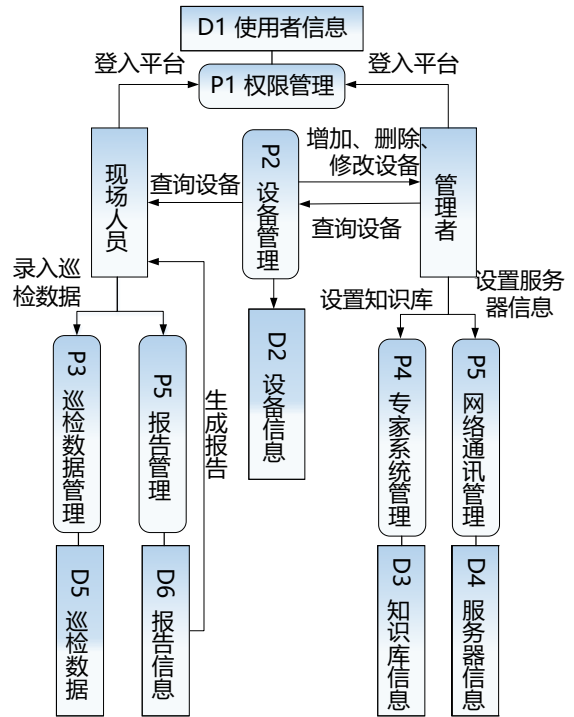 D1 使用者信息
登入平台
登入平台
P1 权限管理
现场人员
查询设备
P2 设备管理
增加、删除、
修改设备
查询设备
管理者
录入巡
检数据
设置知识库
设置服务
器信息
P3 巡检数据管理
P5 报告管理
生成报告
D2 设备信息
P4 专家系统管理
P5 网络通讯管理
D5 巡检数据
D6 报告信息
D3 知识库信息
D4 服务器信息